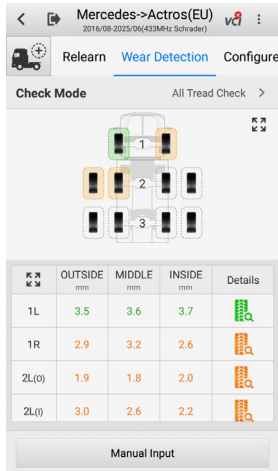 Mercedes->Actros(EU)
2016/08-2025/06(433MHz Schrader)
vci
Relearn Wear Detection Configure
Check Mode All Tread Check >
1
2
3
OUTSIDE MIDDLE INSIDE Details
mm mm mm
1L 3.5 3.6 3.7
1R 2.9 3.2 2.6
2L(O) 1.9 1.8 2.0
2L(I) 3.0 2.6 2.2
Manual Input